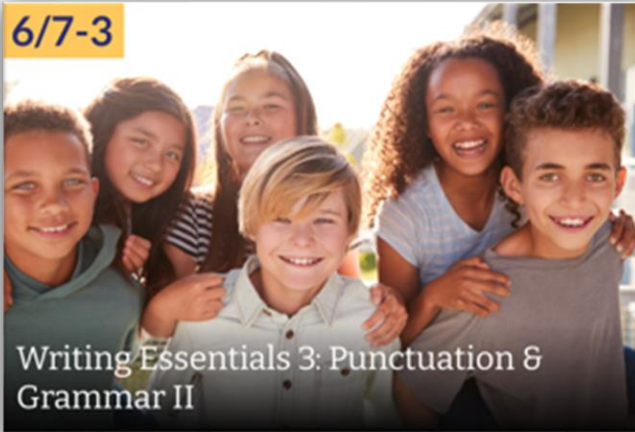 6/7-3
Writing Essentials 3: Punctuation &
Grammar II